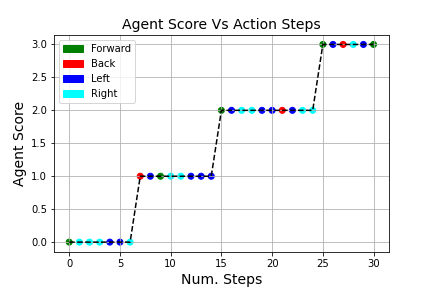 Agent Score Vs Action Steps
Forward
Back
Left
Right
3.0
2.5
2.0
1.5
1.0
0.5
0.0
Agent Score
0 5 10 15 20 25 30
Num. Steps